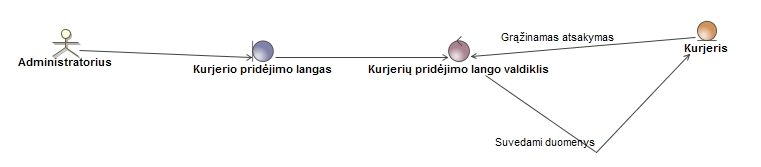 Grąžinamas atsakymas
Kurjeris
Administratorius
Kurjerio pridėjimo langas
Kurjerių pridėjimo lango valdiklis
Suvedami duomenys